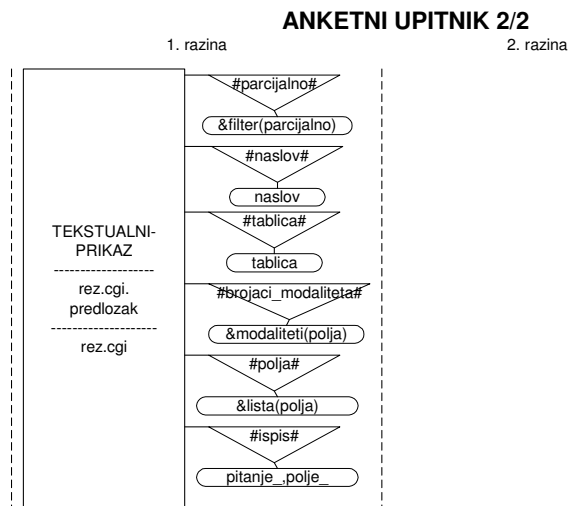 ANKETNI UPITNIK 2/2
1. razina
2. razina
TEKSTUALNI-
PRIKAZ
--------------------
rez.cgi.
predlozak
---------------------
rez.cgi
#parcijalno#
&filter(parcijalno)
#naslov#
naslov
#tablica#
tablica
#brojaci_modaliteta#
&modaliteti(polja)
#polja#
&lista(polja)
#ispis#
pitanje_,polje_